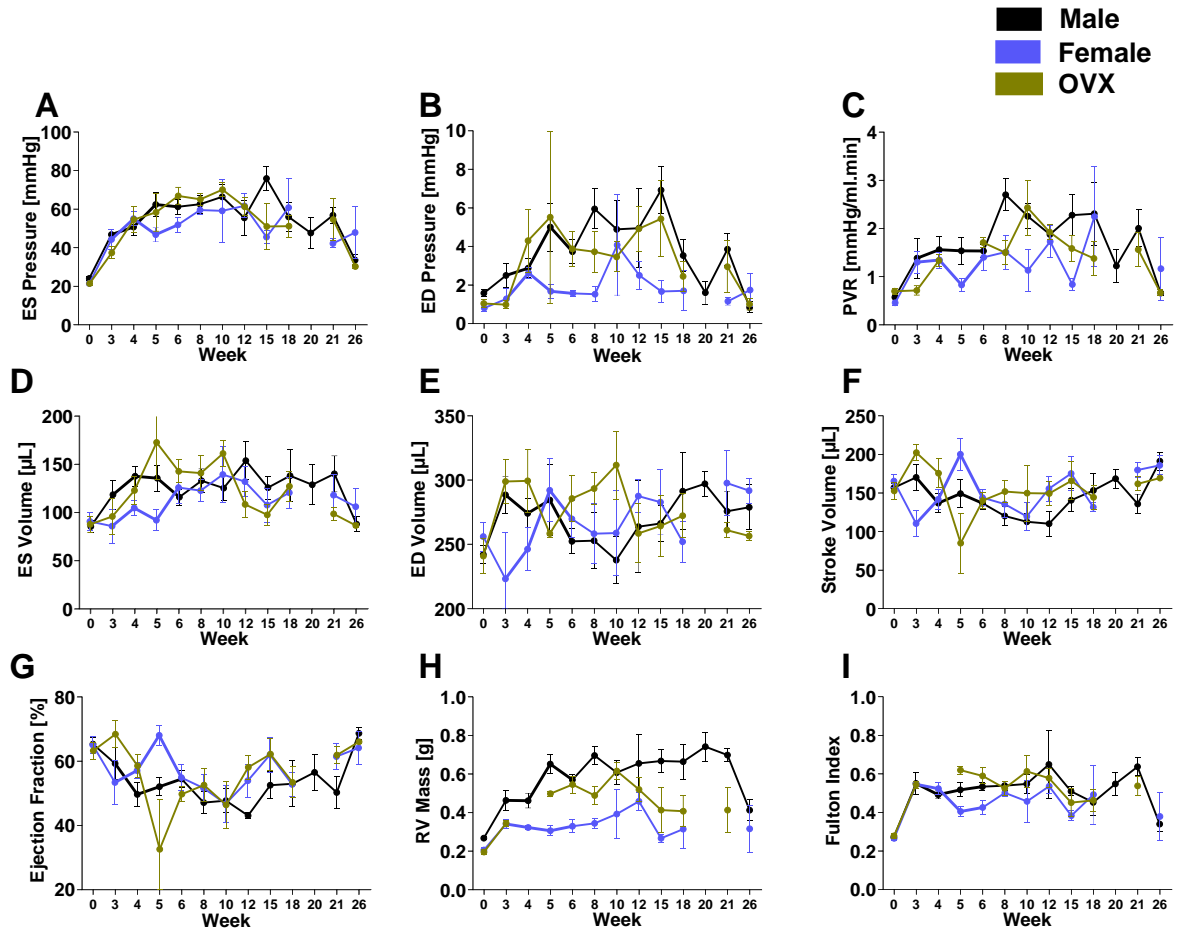 Male
Female
OVX
A
B
C
ES Pressure [mmHg]
100
80
60
40
20
0
0 3 4 5 6 8 10 12 15 18 20 21 26
Week
ED Pressure [mmHg]
10
8
6
4
2
0
0 3 4 5 6 8 10 12 15 18 20 21 26
Week
PVR [mmHg/ml.min]
4
3
2
1
0
0 3 4 5 6 8 10 12 15 18 20 21 26
Week
D
E
F
ES Volume [µL]
200
150
100
50
0
0 3 4 5 6 8 10 12 15 18 20 21 26
Week
ED Volume [µL]
350
300
250
200
0 3 4 5 6 8 10 12 15 18 20 21 26
Week
Stroke Volume [µL]
250
200
150
100
50
0
0 3 4 5 6 8 10 12 15 18 20 21 26
Week
G
H
I
Ejection Fraction [%]
80
60
40
20
0 3 4 5 6 8 10 12 15 18 20 21 26
Week
RV Mass [g]
1.0
0.8
0.6
0.4
0.2
0.0
0 3 4 5 6 8 10 12 15 18 20 21 26
Week
Fulton Index
1.0
0.8
0.6
0.4
0.2
0.0
0 3 4 5 6 8 10 12 15 18 20 21 26
Week